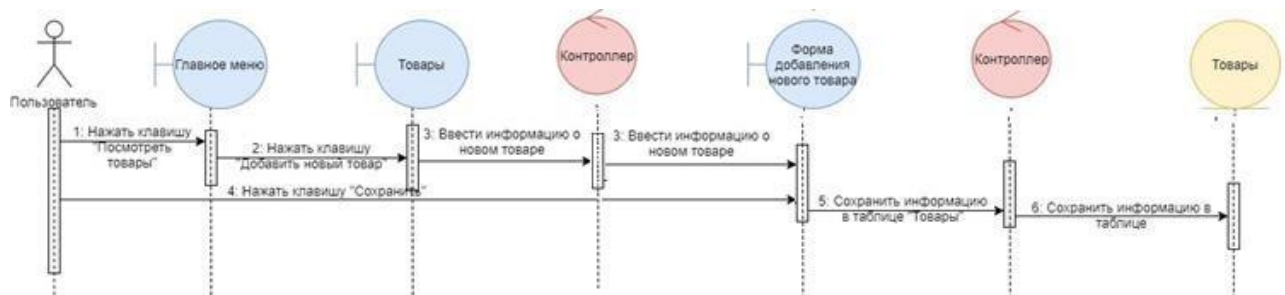 Пользователь
Главное меню
Товары
Контроллер
Форма
добавления
нового товара
Контроллер
Товары
1: Нажать клавишу
"Посмотреть
товары"
2: Нажать клавишу
"Добавить новый товар"
3: Ввести информацию о
новом товаре
3: Ввести информацию о
новом товаре
4: Нажать клавишу "Сохранить"
5: Сохранить информацию
в таблице "Товары"
6: Сохранить информацию в
таблице